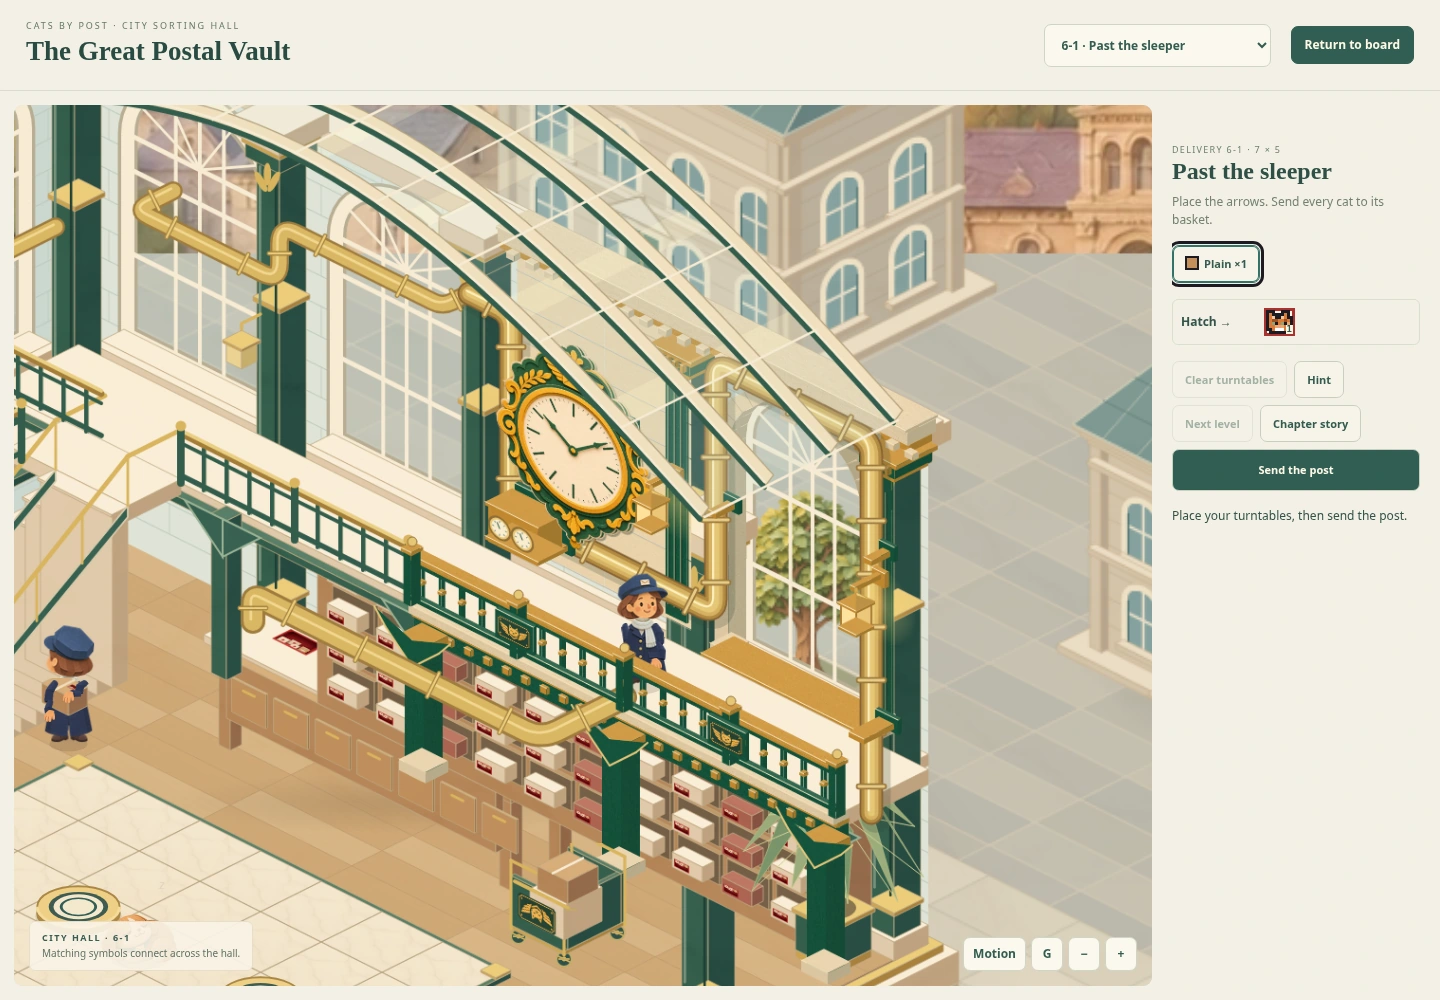 CATS BY POST · CITY SORTING HALL
The Great Postal Vault
6-1 · Past the sleeper
Return to board
DELIVERY 6-1 · 7 × 5
Past the sleeper
Place the arrows. Send every cat to its
basket.
Plain ×1
Hatch →
1
Clear turntables
Hint
Next level
Chapter story
Send the post
Place your turntables, then send the post.
2
CITY HALL · 6-1
Matching symbols connect across the hall.
Motion
G
−
+